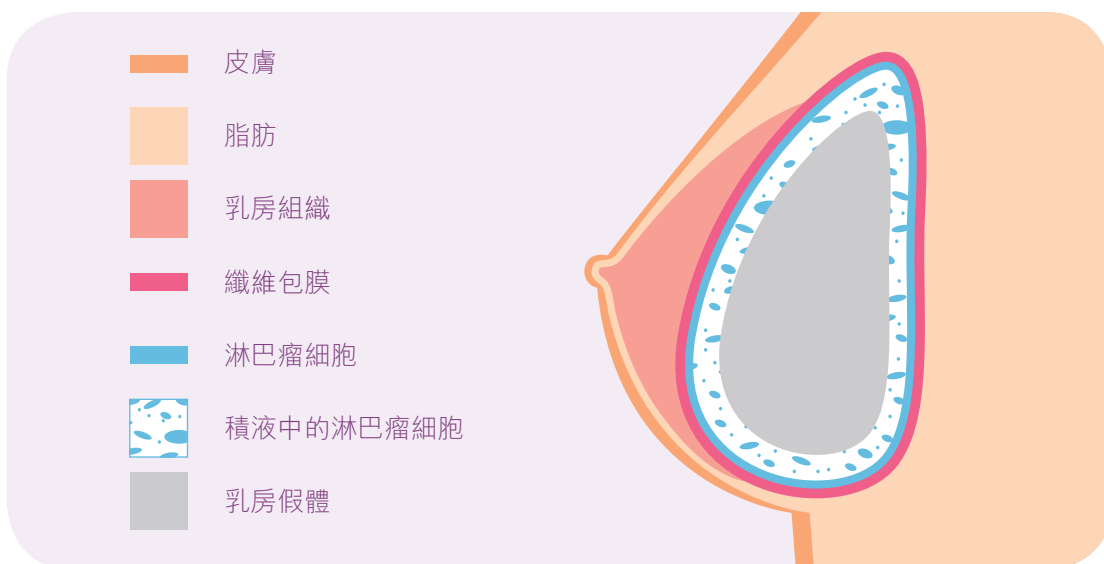 皮膚
脂肪
乳房組織
纖維包膜
淋巴瘤細胞
積液中的淋巴瘤細胞
乳房假體